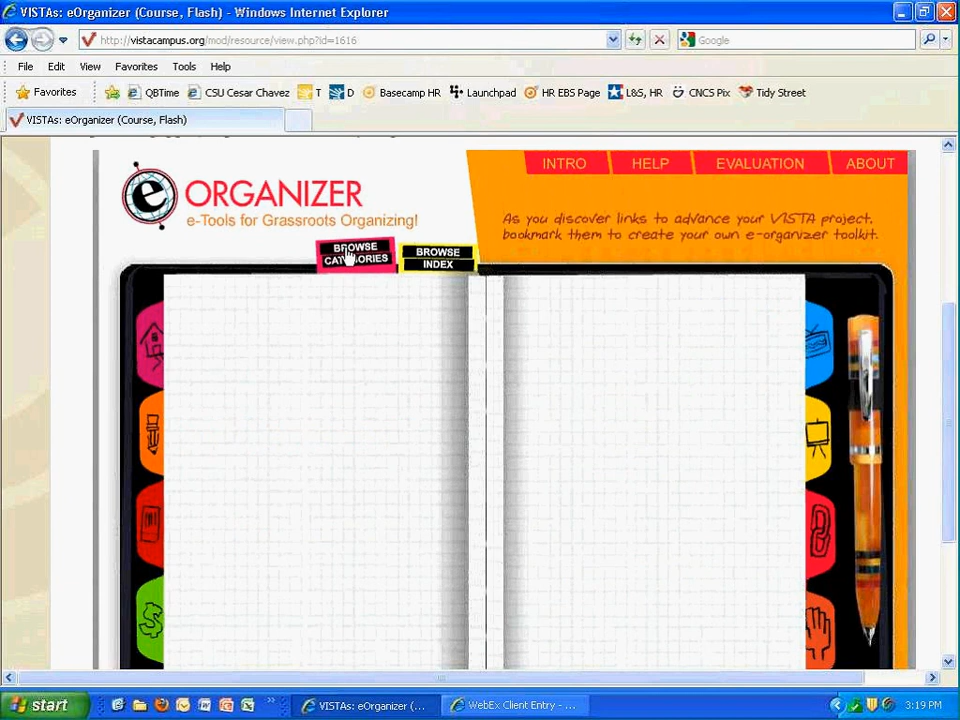 VISTAs: eOrganizer (Course, Flash) - Windows Internet Explorer
http://vistacampus.org/mod/resource/view.php?id=1616
Google
File Edit View Favorites Tools Help
Favorites QBTime CSU Cesar Chavez T D Basecamp HR Launchpad HR EBS Page L&S, HR CNCS Pix Tidy Street
VISTAs: eOrganizer (Course, Flash)
INTRO HELP EVALUATION ABOUT
e ORGANIZER
e-Tools for Grassroots Organizing!
As you discover links to advance your VISTA project,
bookmark them to create your own e-organizer toolkit.
BROWSE
CATEGORIES
BROWSE
INDEX
start VISTAs: eOrganizer (... WebEx Client Entry - ... 3:19 PM